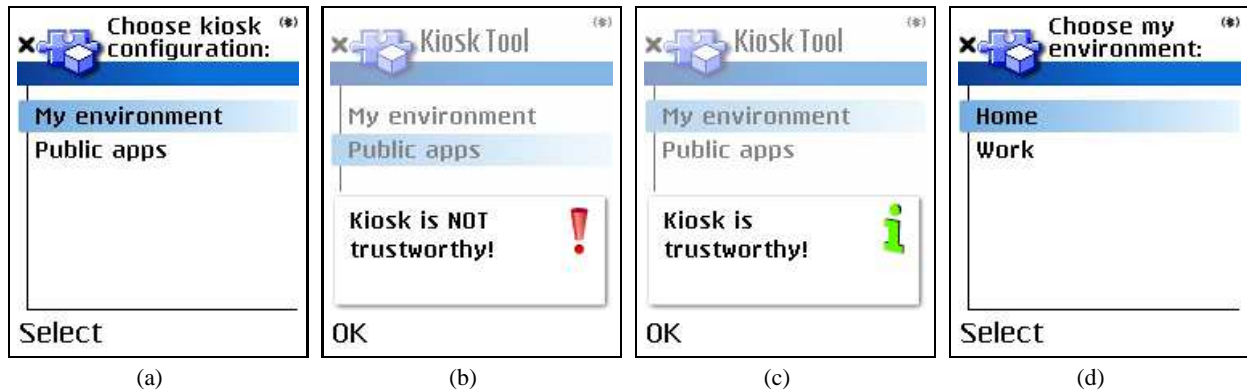 Choose kiosk
configuration:
My environment
Public apps
Select
(a)
Kiosk Tool
My environment
Public apps
Kiosk is NOT
trustworthy!
OK
(b)
Kiosk Tool
My environment
Public apps
Kiosk is
trustworthy!
OK
(c)
Choose my
environment:
Home
Work
Select
(d)